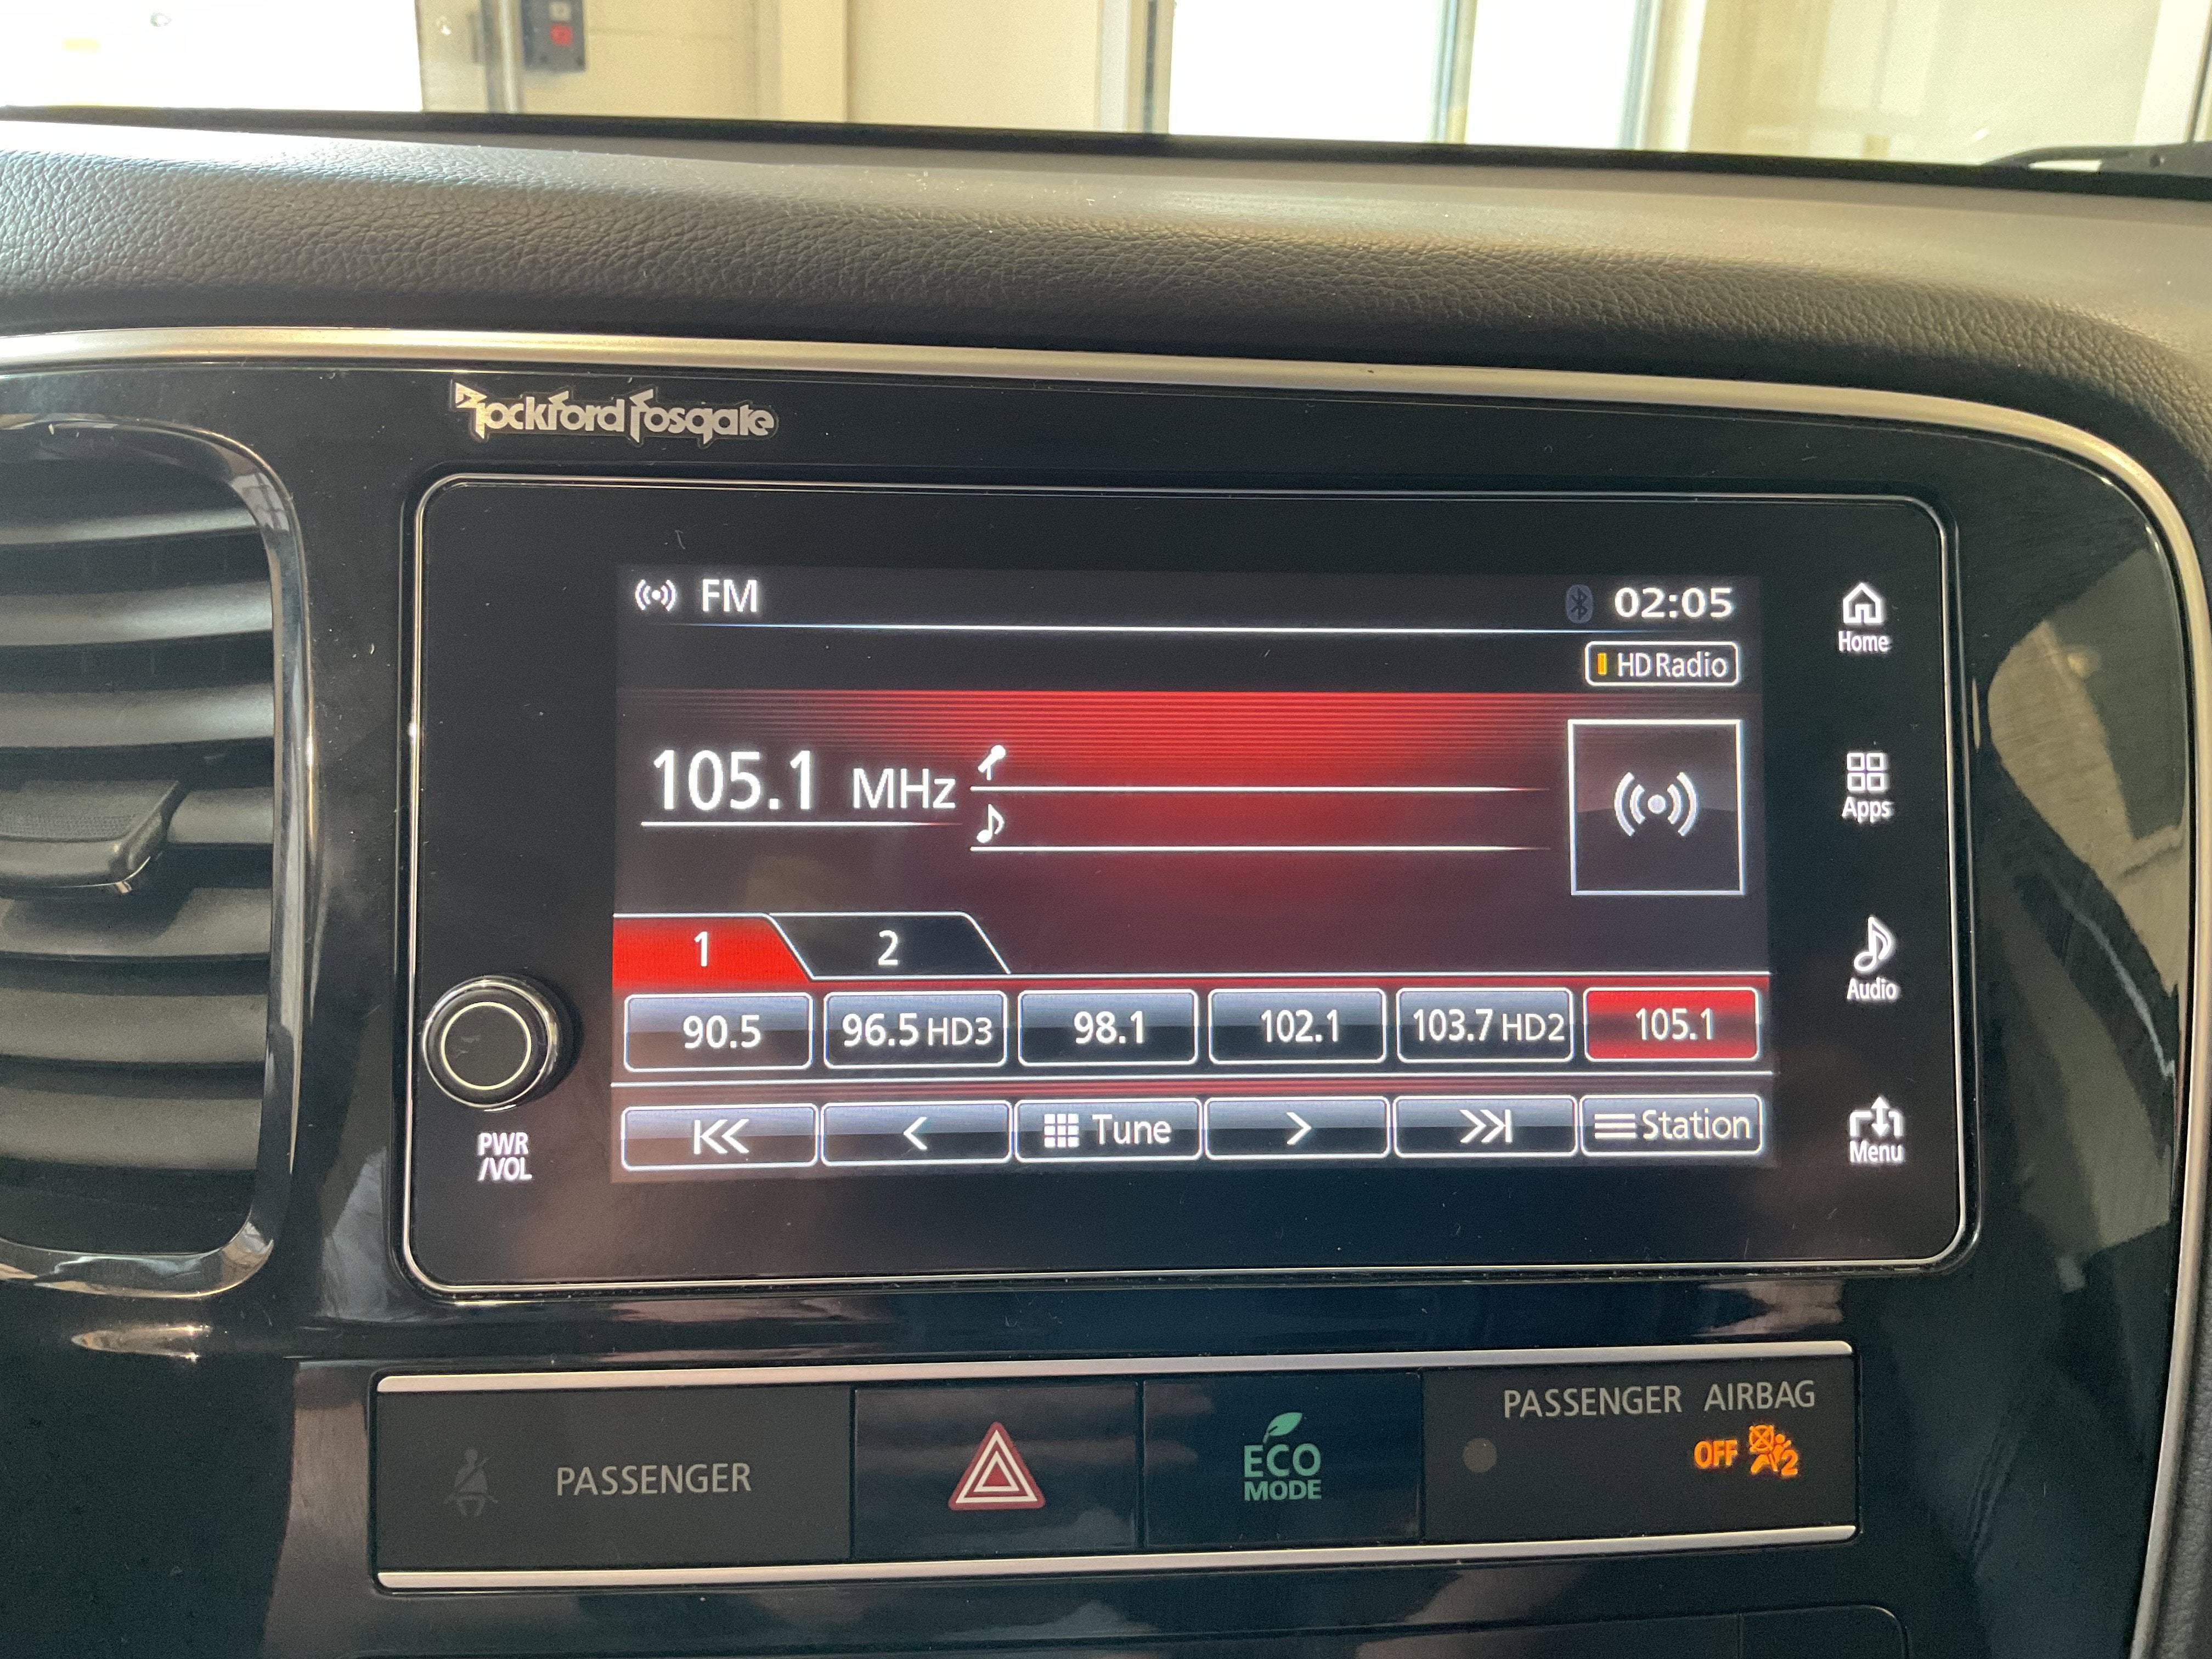 Rockford Fosgate
FM
02:05
HD Radio
Home
105.1 MHz
Apps
1
2
Audio
90.5
96.5 HD3
98.1
102.1
103.7 HD2
105.1
Tune
Station
PWR
/VOL
Menu
PASSENGER
ECO
MODE
PASSENGER AIRBAG
OFF
2